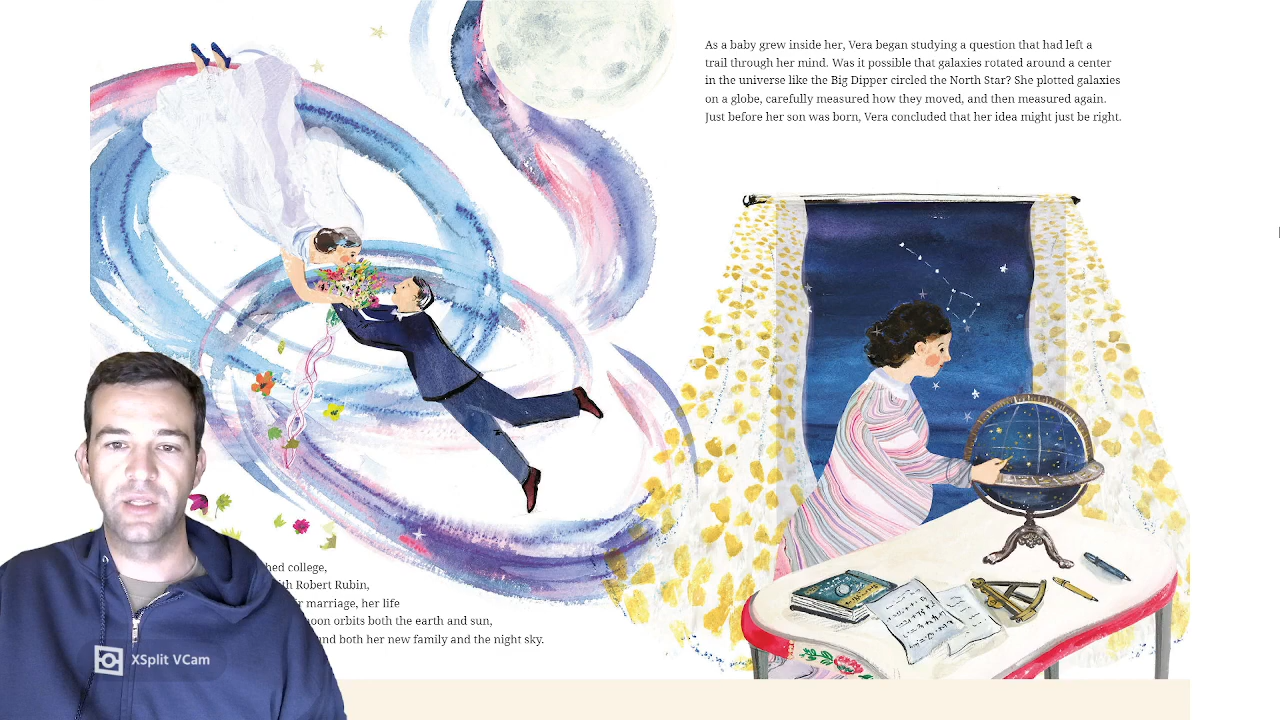 As a baby grew inside her, Vera began studying a question that had left a
trail through her mind. Was it possible that galaxies rotated around a center
in the universe like the Big Dipper circled the North Star? She plotted galaxies
on a globe, carefully measured how they moved, and then measured again.
Just before her son was born, Vera concluded that her idea might just be right.
college,
Robert Rubin,
marriage, her life
orbits both the earth and sun,
and both her new family and the night sky.
XSplit VCam